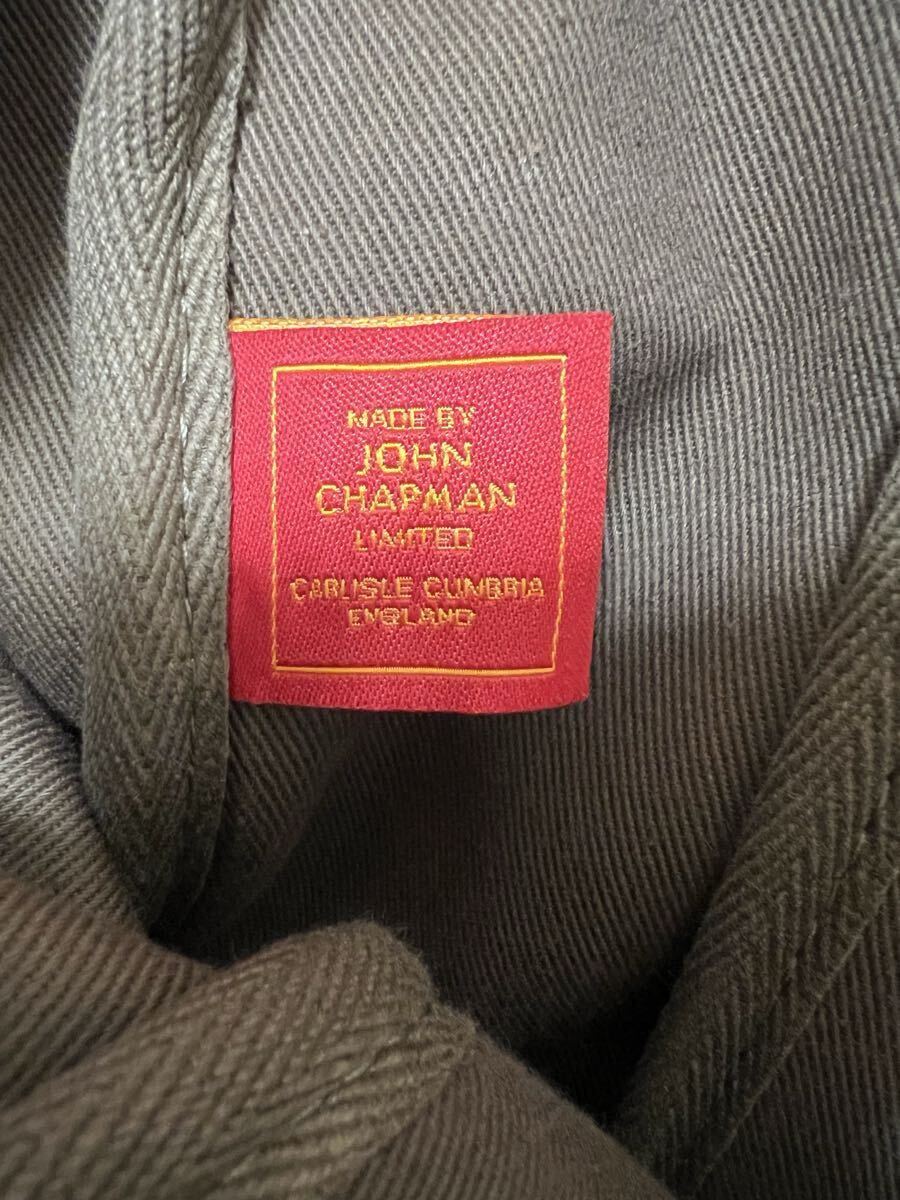 MADE BY
JOHN
CHAPMAN
LIMITED
CARLISLE CUMBRIA
ENGLAND